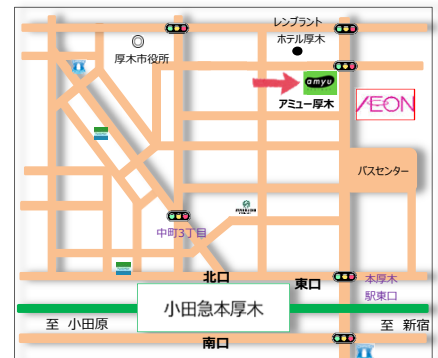 レンブラント
ホテル厚木
厚木市役所
amyu
アミュー厚木
ÆON
バスセンター
中町3丁目
北口
東口
本厚木
駅東口
小田急本厚木
至 小田原
至 新宿
南口